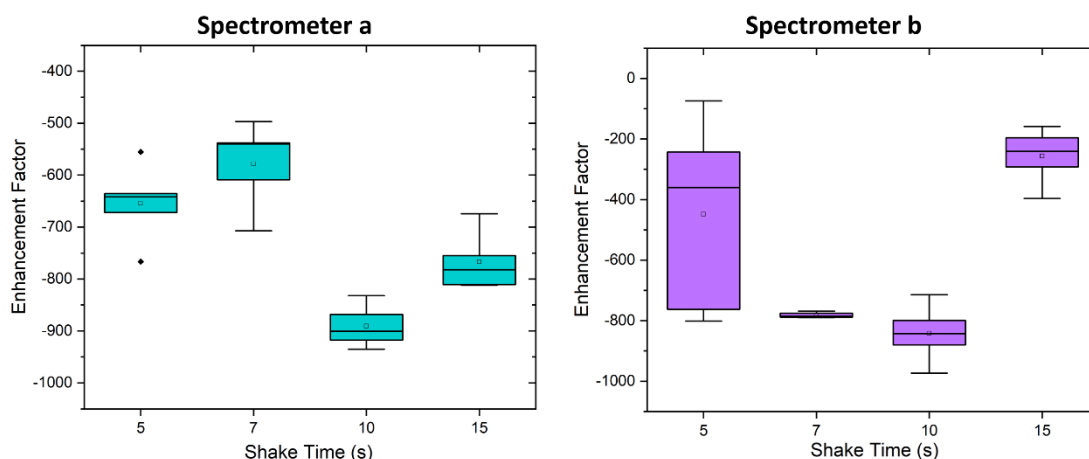 Spectrometer a
Enhancement Factor
-400
-500
-600
-700
-800
-900
-1000
5 7 10 15
Shake Time (s)
Spectrometer b
Enhancement Factor
0
-200
-400
-600
-800
-1000
5 7 10 15
Shake Time (s)